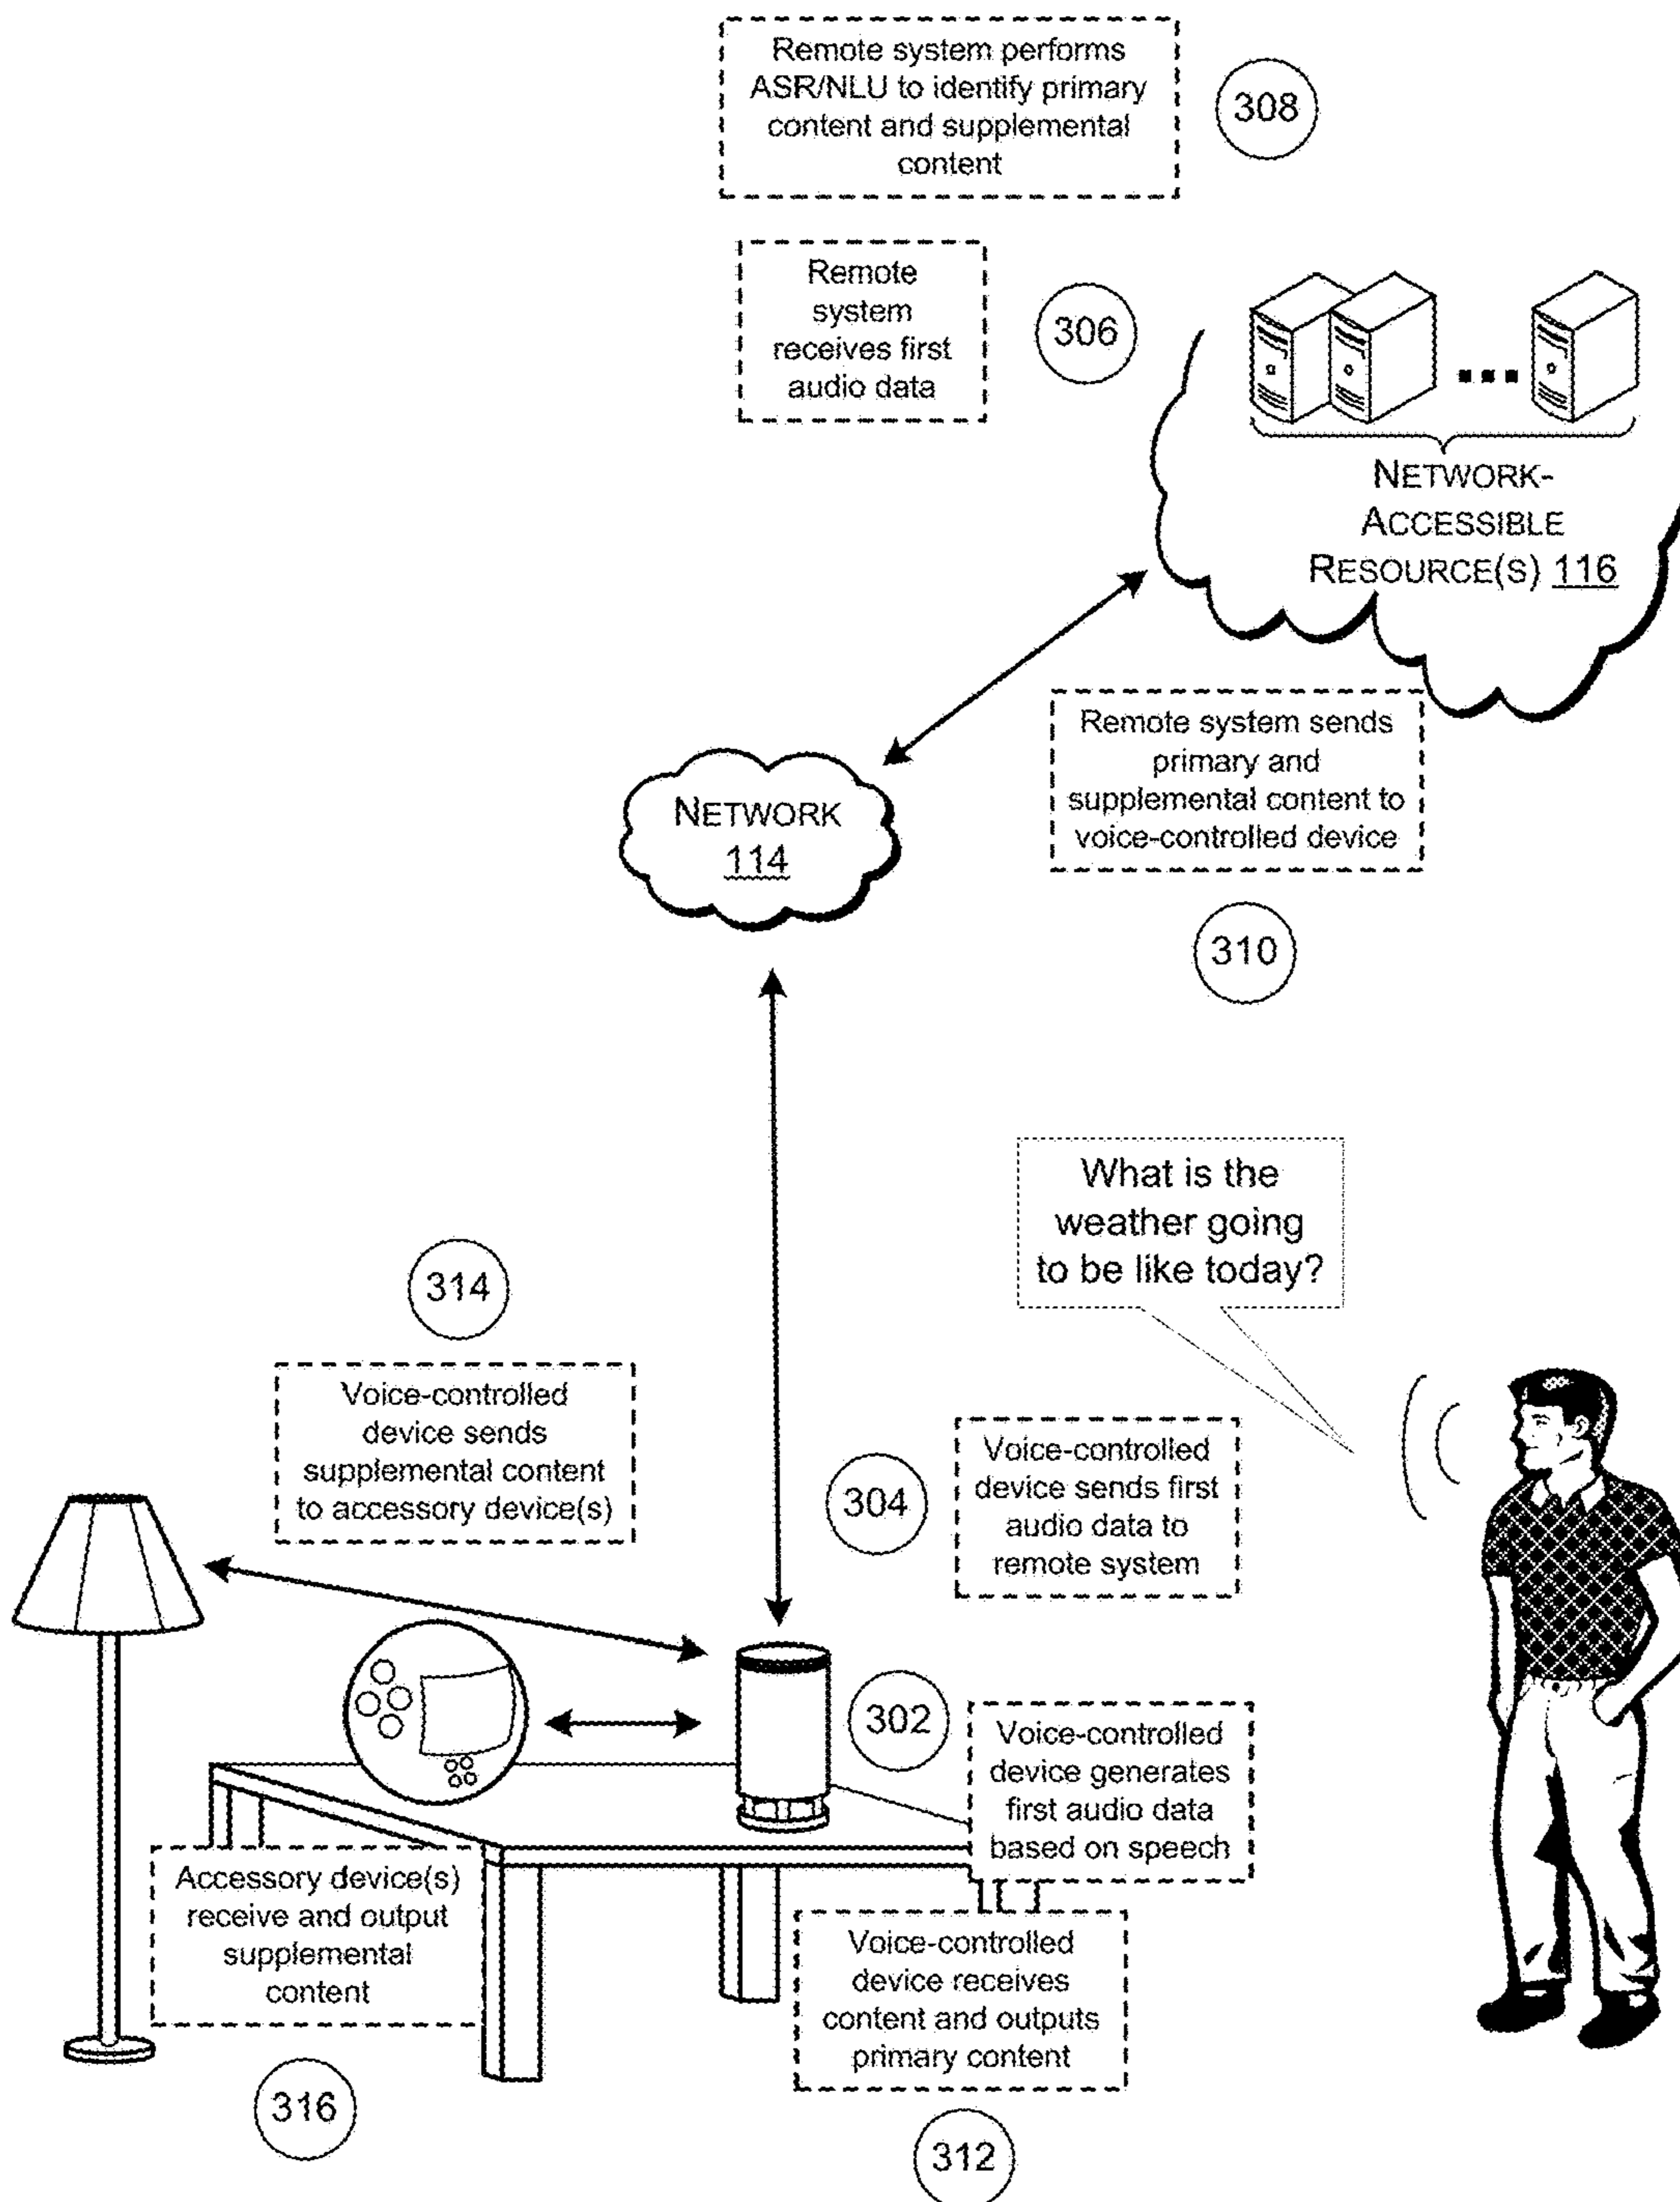 Remote system performs
ASR/NLU to identify primary
content and supplemental
content
308
Remote
system
receives first
audio data
306
NETWORK-
ACCESSIBLE
RESOURCE(S) 116
Remote system sends
primary and
supplemental content to
voice-controlled device
310
NETWORK
114
What is the
weather going
to be like today?
314
Voice-controlled
device sends
supplemental content
to accessory device(s)
304
Voice-controlled
device sends first
audio data to
remote system
302
Voice-controlled
device generates
first audio data
based on speech
Accessory device(s)
receive and output
supplemental
content
316
Voice-controlled
device receives
content and outputs
primary content
312